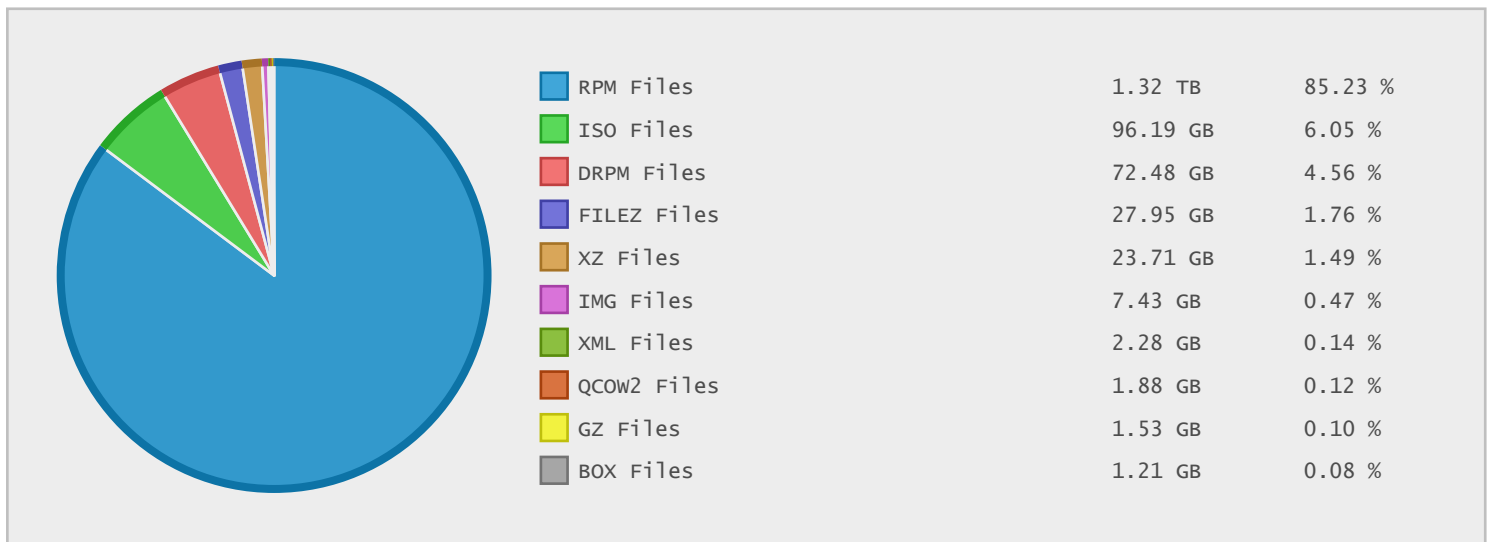 RPM Files 1.32 TB 85.23 %
ISO Files 96.19 GB 6.05 %
DRPM Files 72.48 GB 4.56 %
FILEZ Files 27.95 GB 1.76 %
XZ Files 23.71 GB 1.49 %
IMG Files 7.43 GB 0.47 %
XML Files 2.28 GB 0.14 %
QCOW2 Files 1.88 GB 0.12 %
GZ Files 1.53 GB 0.10 %
BOX Files 1.21 GB 0.08 %